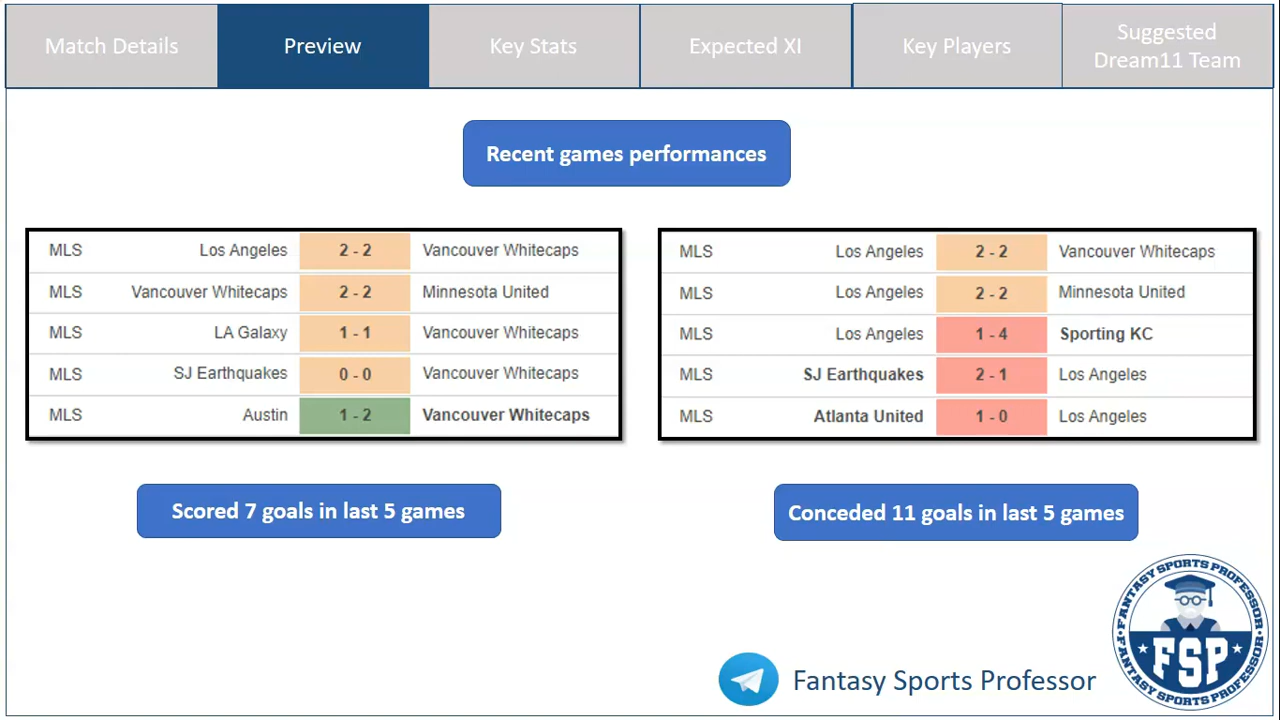 Match Details
Preview
Key Stats
Expected XI
Key Players
Suggested
Dream11 Team
Recent games performances
MLS Los Angeles 2 - 2 Vancouver Whitecaps
MLS Vancouver Whitecaps 2 - 2 Minnesota United
MLS LA Galaxy 1 - 1 Vancouver Whitecaps
MLS SJ Earthquakes 0 - 0 Vancouver Whitecaps
MLS Austin 1 - 2 Vancouver Whitecaps
MLS Los Angeles 2 - 2 Vancouver Whitecaps
MLS Los Angeles 2 - 2 Minnesota United
MLS Los Angeles 1 - 4 Sporting KC
MLS SJ Earthquakes 2 - 1 Los Angeles
MLS Atlanta United 1 - 0 Los Angeles
Scored 7 goals in last 5 games
Conceded 11 goals in last 5 games
Fantasy Sports Professor
FANTASY SPORTS PROFESSOR
FSP
FANTASY SPORTS PROFESSOR